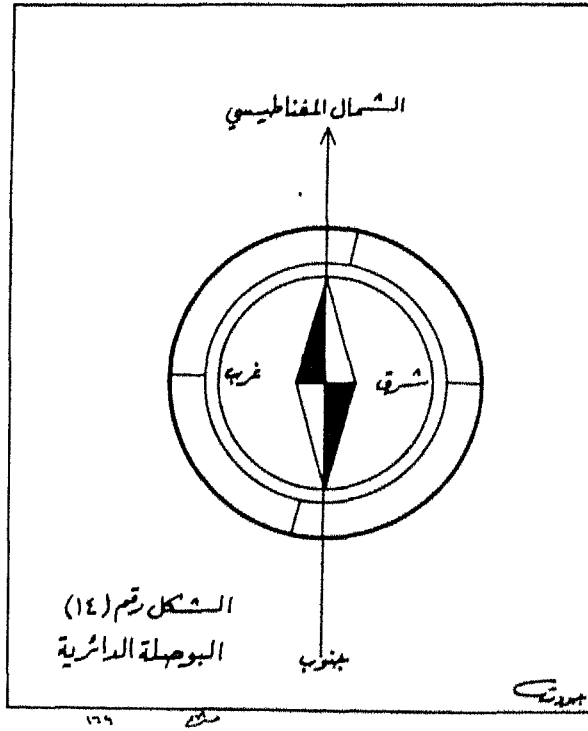 الشمال المغناطيسي
غرب
شرق
جنوب
الشكل رقم (١٤)
البوصلة الدائرية